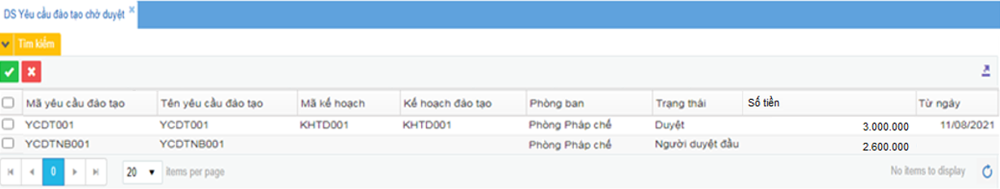 DS Yêu cầu đào tạo chờ duyệt ×
Tìm kiếm
Mã yêu cầu đào tạo Tên yêu cầu đào tạo Mã kế hoạch Kế hoạch đào tạo Phòng ban Trạng thái Số tiền Từ ngày
YCDT001 YCDT001 KHTD001 KHTD001 Phòng Pháp chế Duyệt 3.000.000 11/08/2021
YCDTNB001 YCDTNB001 Phòng Pháp chế Người duyệt đầu 2.600.000
0 20 items per page No items to display